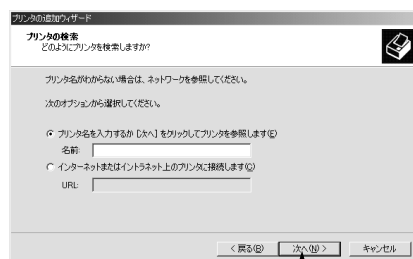 プリンタの追加ウィザード
プリンタの検索
どのようにプリンタを検索しますか?
プリンタ名がわからない場合は、ネットワークを参照してください。
次のオプションから選択してください。
プリンタ名を入力するか [次へ] をクリックしてプリンタを参照します(E)
名前:
インターネットまたはイントラネット上のプリンタに接続します(C)
URL:
< 戻る(B)
次へ(N) >
キャンセル